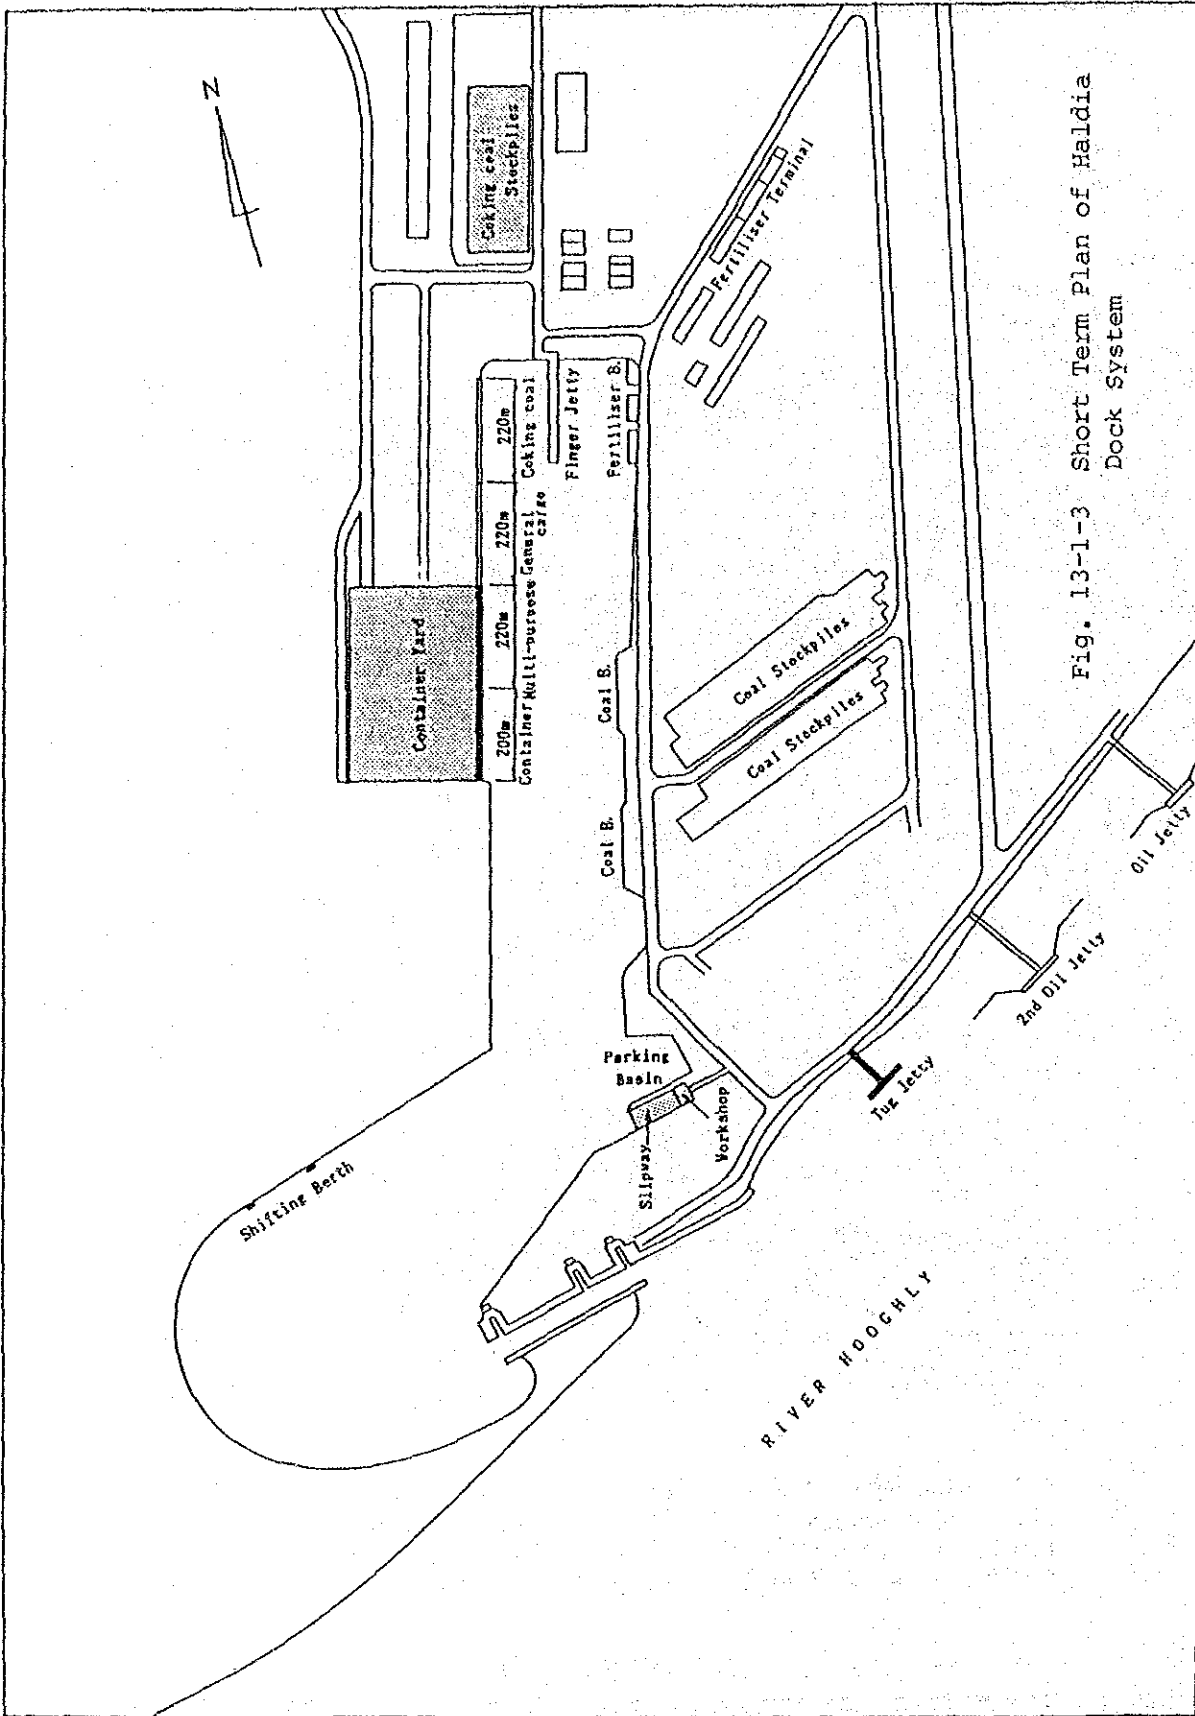 N
Coking coal
Stockpiles
Container Yard
200m
220m
220m
220m
Container
Multi-purpose
General
cargo
Coking coal
Finger Jetty
Fertiliser B.
Fertiliser Terminal
Coal B.
Coal B.
Coal Stockpiles
Coal Stockpiles
Parking
Basin
Slipway
Workshop
Shifting Berth
Tug Jetty
2nd Oil Jetty
Oil Jetty
RIVER HOOGHLY
Fig. 13-1-3 Short Term Plan of Haldia
Dock System